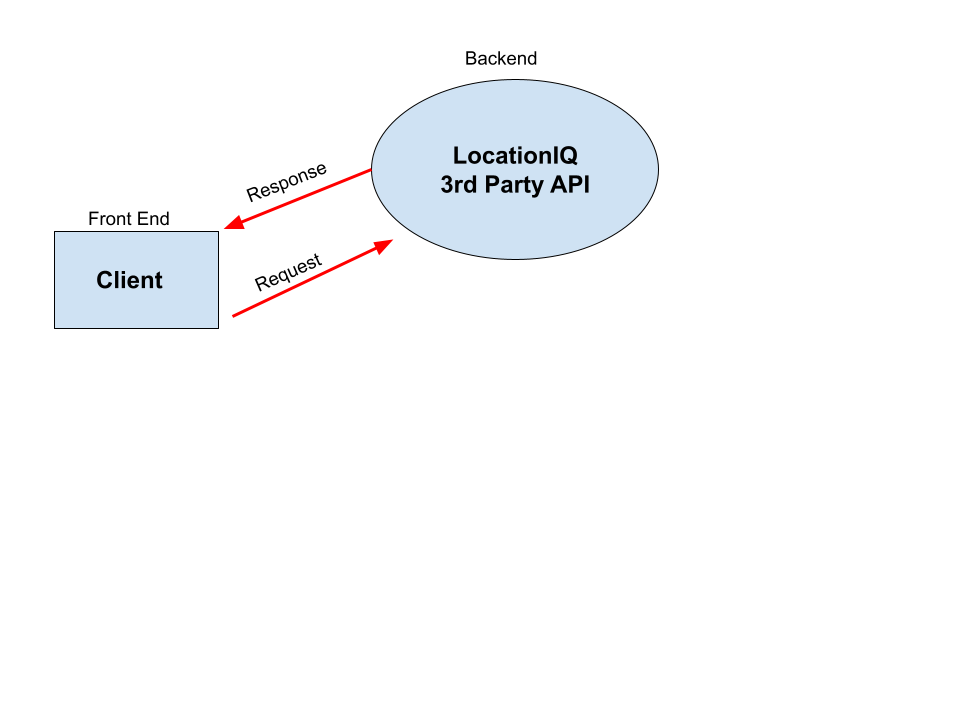 Backend
LocationIQ
3rd Party API
Response
Front End
Client
Request